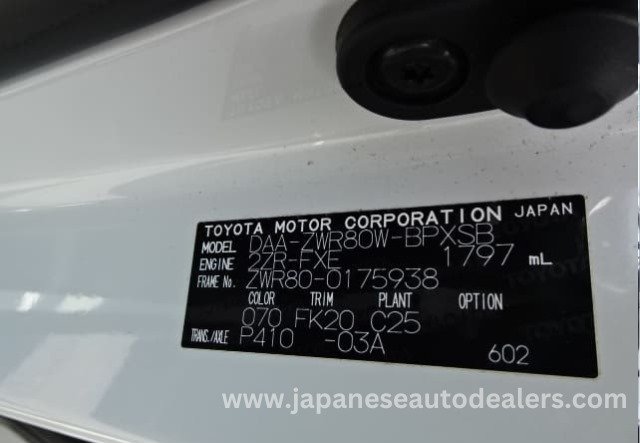 TOYOTA MOTOR CORPORATION JAPAN
MODEL DAA-ZWR80W-BPXSB
ENGINE 2ZR-FXE 1797 mL
FRAME No. ZWR80-0175938
COLOR TRIM PLANT OPTION
070 FK20 C25
TRANS./AXLE P410 -03A
602
www.japaneseautodealers.com